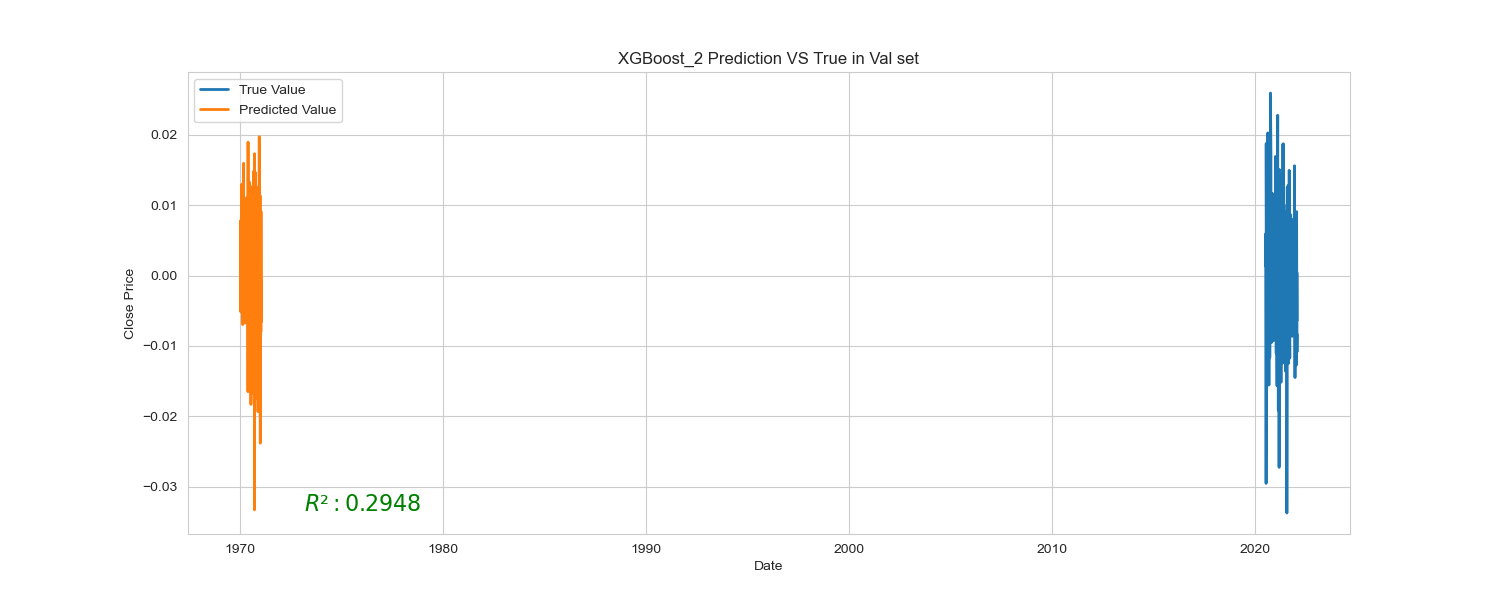 XGBoost_2 Prediction VS True in Val set
True Value
Predicted Value
0.02
0.01
0.00
−0.01
−0.02
−0.03
Close Price
R² : 0.2948
1970 1980 1990 2000 2010 2020
Date